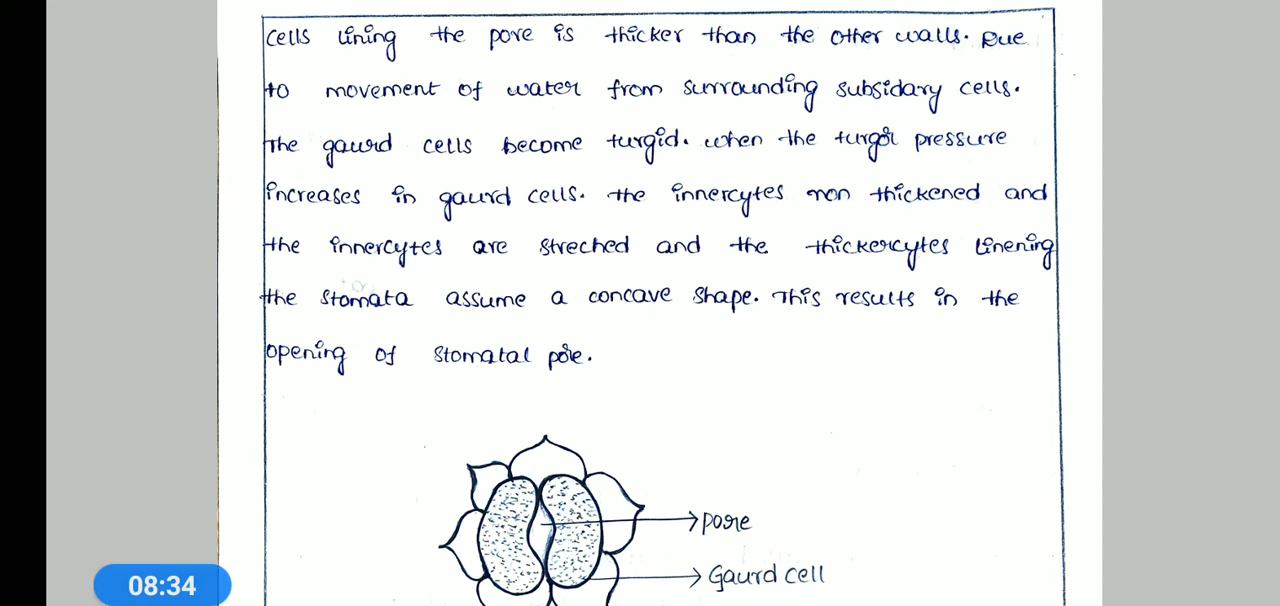 cells lining the pore is thicker than the other walls. Due
to movement of water from surrounding subsidary cells.
The gaurd cells become turgid. when the turgor pressure
increases in gaurd cells. the innercytes non thickened and
the innercytes are streched and the thickercytes linening
the stomata assume a concave shape. This results in the
opening of stomatal pore.
pore
Gaurd cell
08:34